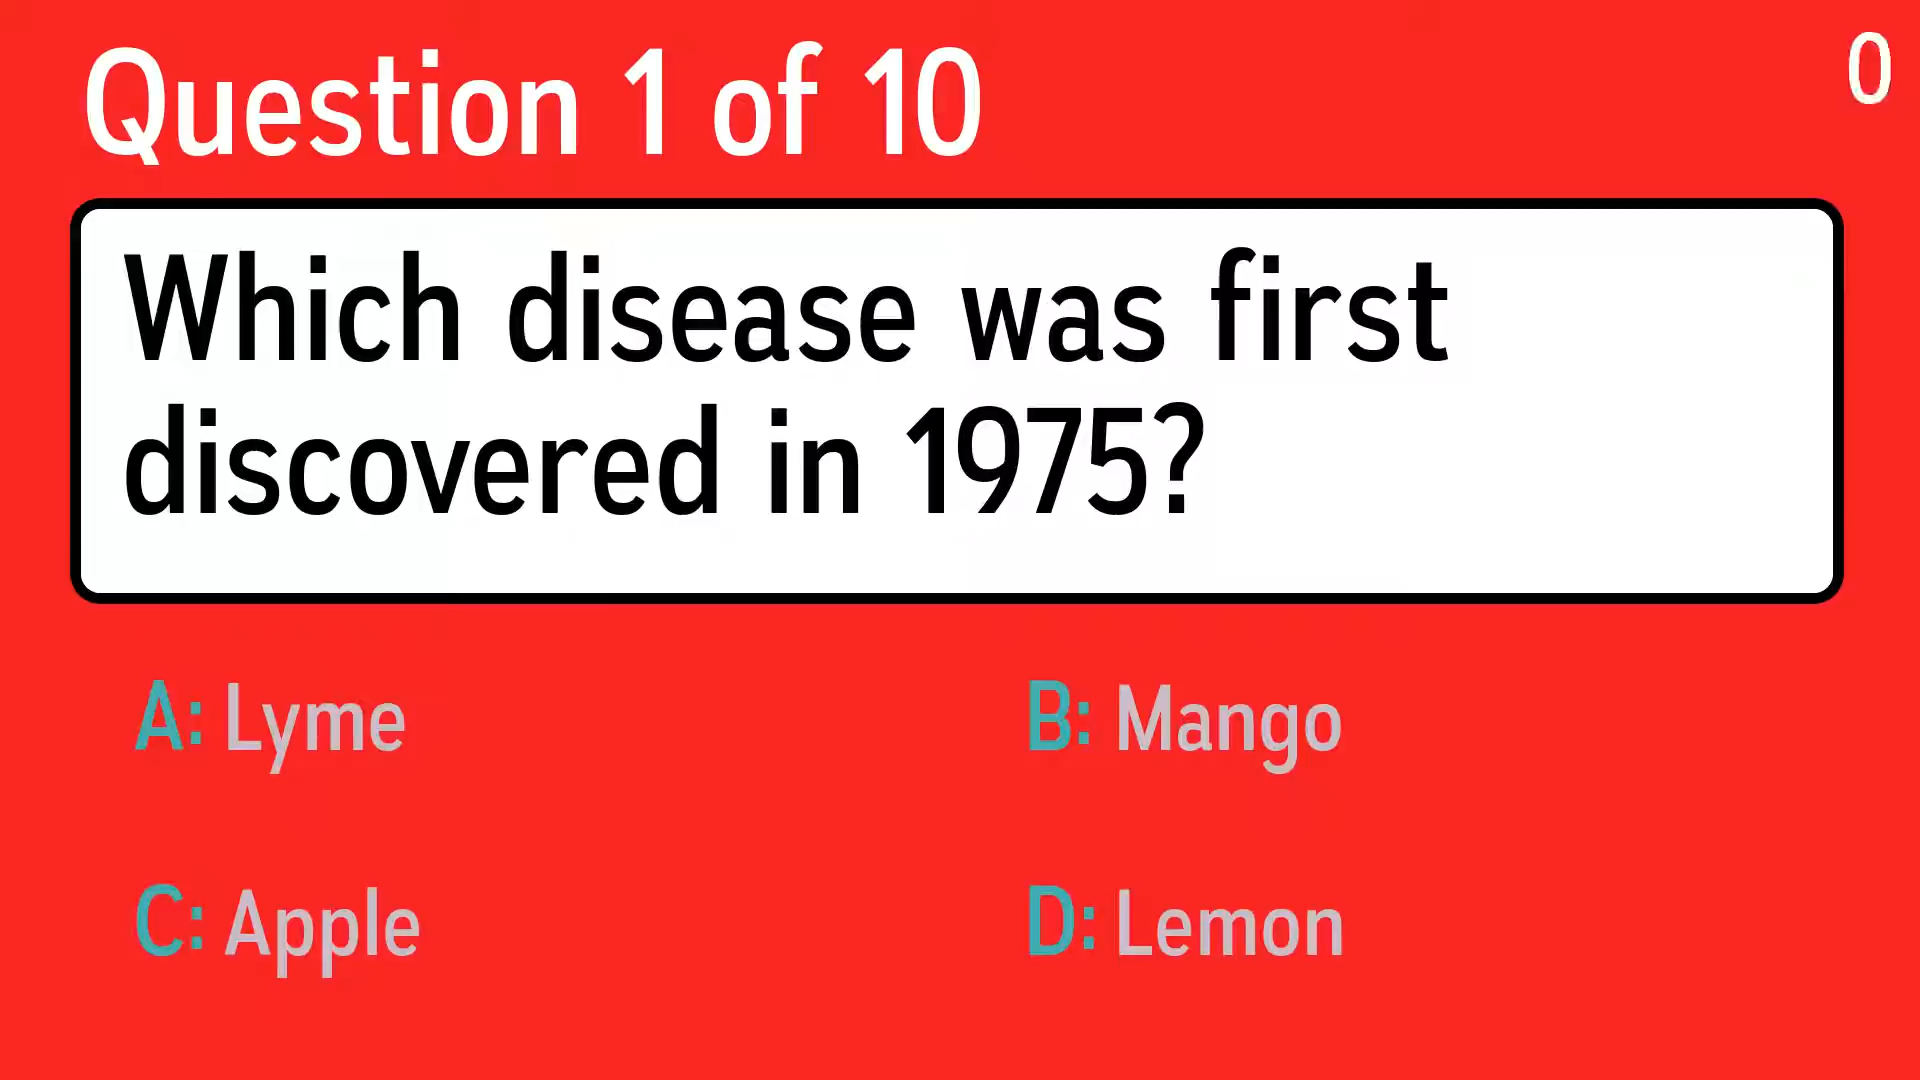 Question 1 of 10
0
Which disease was first
discovered in 1975?
A: Lyme
B: Mango
C: Apple
D: Lemon